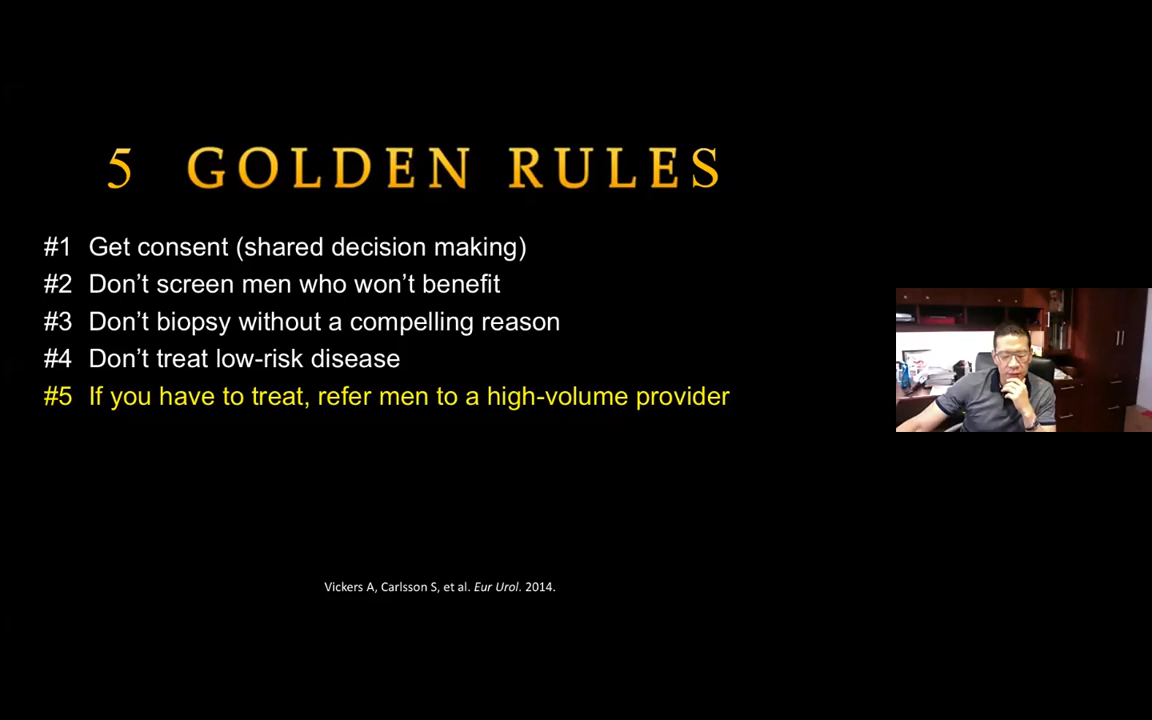 5 GOLDEN RULES
#1 Get consent (shared decision making)
#2 Don’t screen men who won’t benefit
#3 Don’t biopsy without a compelling reason
#4 Don’t treat low-risk disease
#5 If you have to treat, refer men to a high-volume provider
Vickers A, Carlsson S, et al. Eur Urol. 2014.